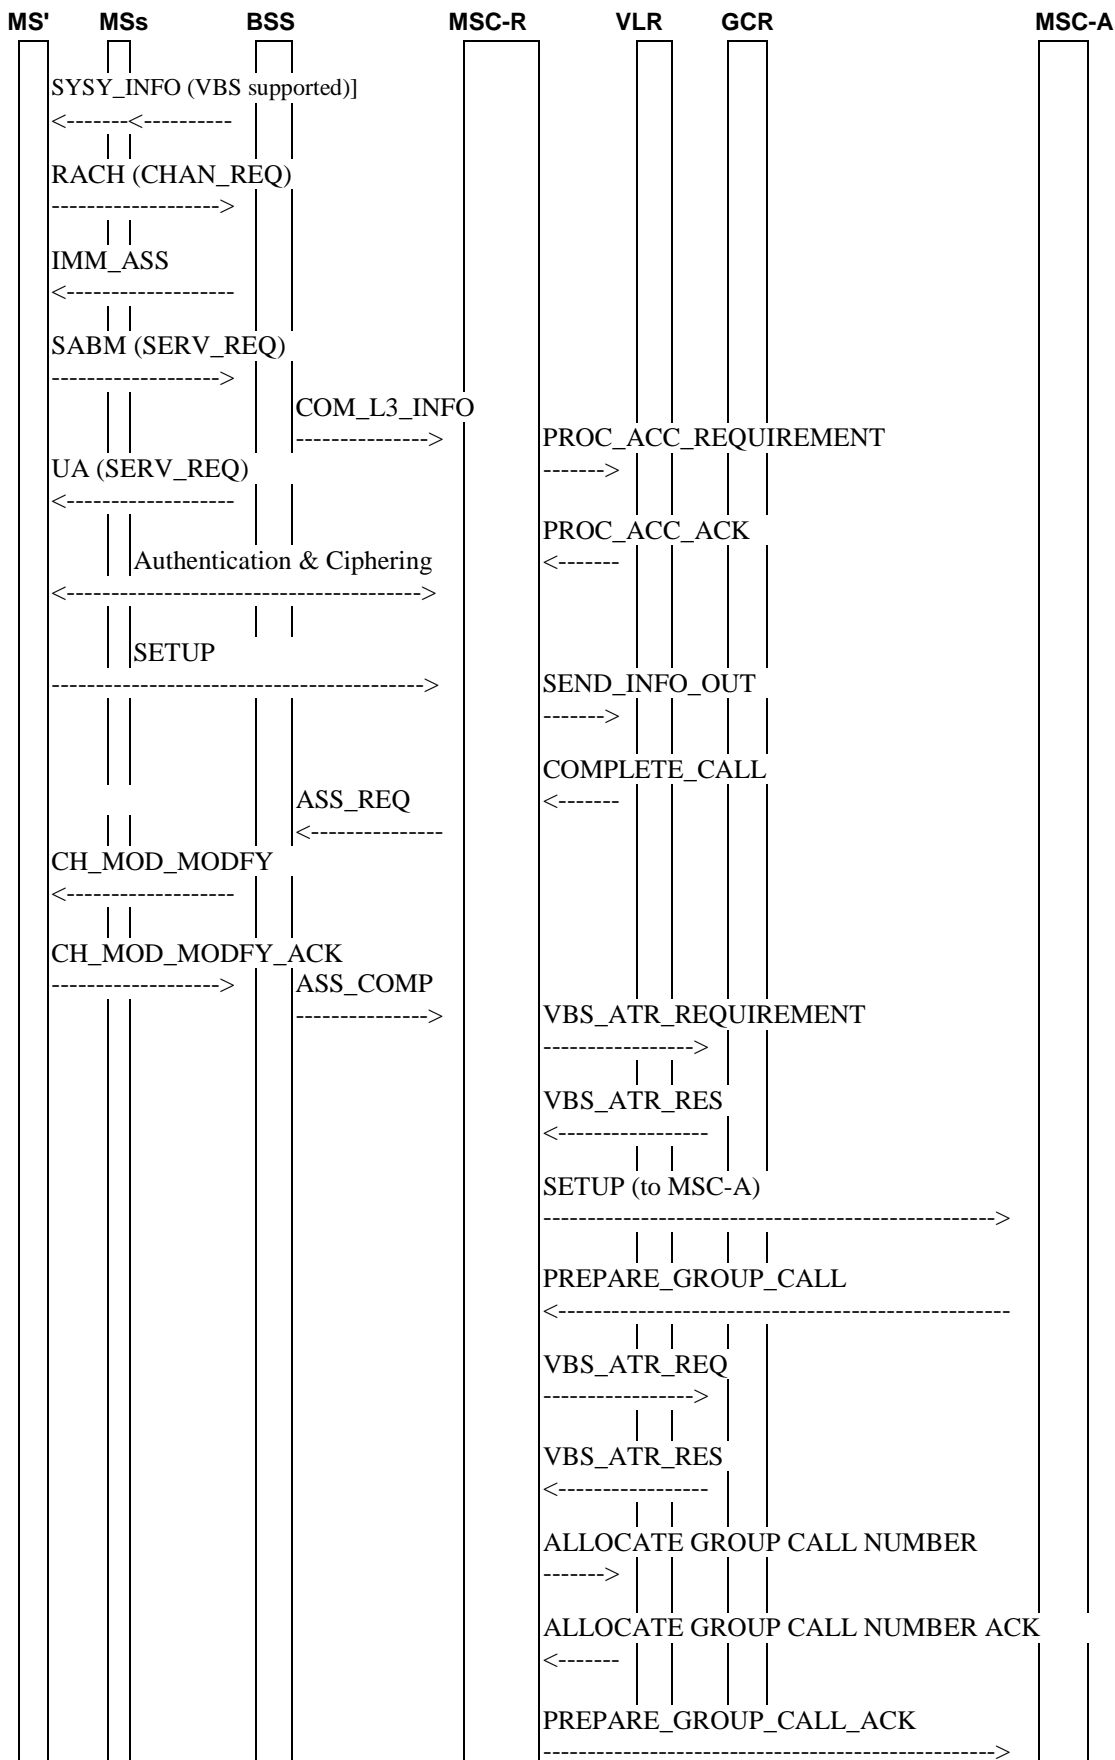 MS' MSs BSS MSC-R VLR GCR MSC-A
SYSY_INFO (VBS supported)]
<-------<----------
RACH (CHAN_REQ)
------------------->
IMM_ASS
<-------------------
SABM (SERV_REQ)
------------------->
COM_L3_INFO
---------------> PROC_ACC_REQUIREMENT
UA (SERV_REQ) ------->
<-------------------
PROC_ACC_ACK
Authentication & Ciphering <-------
<---------------------------------------->
SETUP
------------------------------------------> SEND_INFO_OUT
------->
COMPLETE_CALL
ASS_REQ <-------
<---------------
CH_MOD_MODFY
<-------------------
CH_MOD_MODFY_ACK
-------------------> ASS_COMP
---------------> VBS_ATR_REQUIREMENT
----------------->
VBS_ATR_RES
<-----------------
SETUP (to MSC-A)
--------------------------------------------------->
PREPARE_GROUP_CALL
<---------------------------------------------------
VBS_ATR_REQ
----------------->
VBS_ATR_RES
<-----------------
ALLOCATE GROUP CALL NUMBER
------->
ALLOCATE GROUP CALL NUMBER ACK
<-------
PREPARE_GROUP_CALL_ACK
--------------------------------------------------->